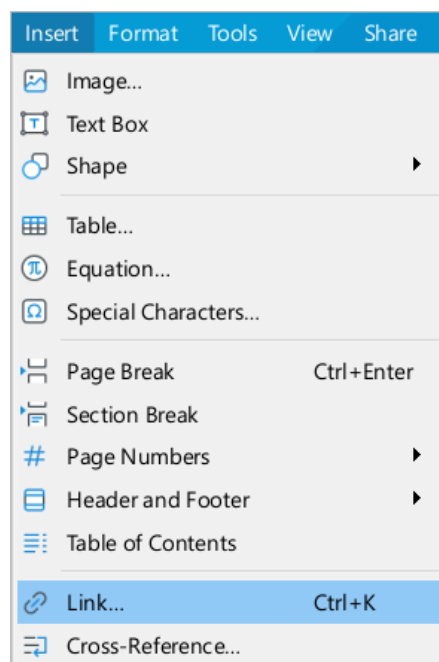 Insert Format Tools View Share
Image...
Text Box
Shape
Table...
Equation...
Special Characters...
Page Break Ctrl+Enter
Section Break
Page Numbers
Header and Footer
Table of Contents
Link... Ctrl+K
Cross-Reference...